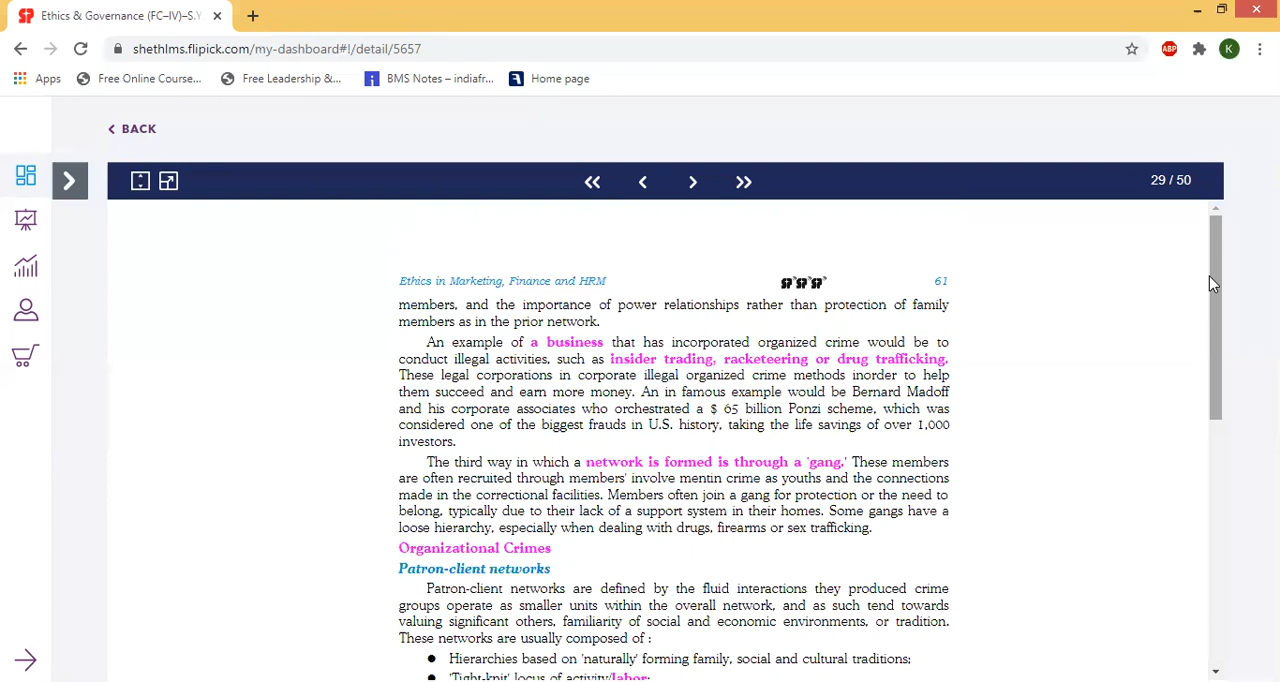 Ethics & Governance (FC–IV)–S.Y.
shethlms.flipick.com/my-dashboard#!/detail/5657
ABP
K
Apps
Free Online Course...
Free Leadership &...
BMS Notes – indiafr...
Home page
BACK
29 / 50
Ethics in Marketing, Finance and HRM
61
members, and the importance of power relationships rather than protection of family
members as in the prior network.
An example of a business that has incorporated organized crime would be to
conduct illegal activities, such as insider trading, racketeering or drug trafficking.
These legal corporations in corporate illegal organized crime methods inorder to help
them succeed and earn more money. An in famous example would be Bernard Madoff
and his corporate associates who orchestrated a $ 65 billion Ponzi scheme, which was
considered one of the biggest frauds in U.S. history, taking the life savings of over 1,000
investors.
The third way in which a network is formed is through a 'gang.' These members
are often recruited through members' involve mentin crime as youths and the connections
made in the correctional facilities. Members often join a gang for protection or the need to
belong, typically due to their lack of a support system in their homes. Some gangs have a
loose hierarchy, especially when dealing with drugs, firearms or sex trafficking.
Organizational Crimes
Patron-client networks
Patron-client networks are defined by the fluid interactions they produced crime
groups operate as smaller units within the overall network, and as such tend towards
valuing significant others, familiarity of social and economic environments, or tradition.
These networks are usually composed of :
● Hierarchies based on 'naturally' forming family, social and cultural traditions;
● 'Tight-knit' locus of activity/labor;